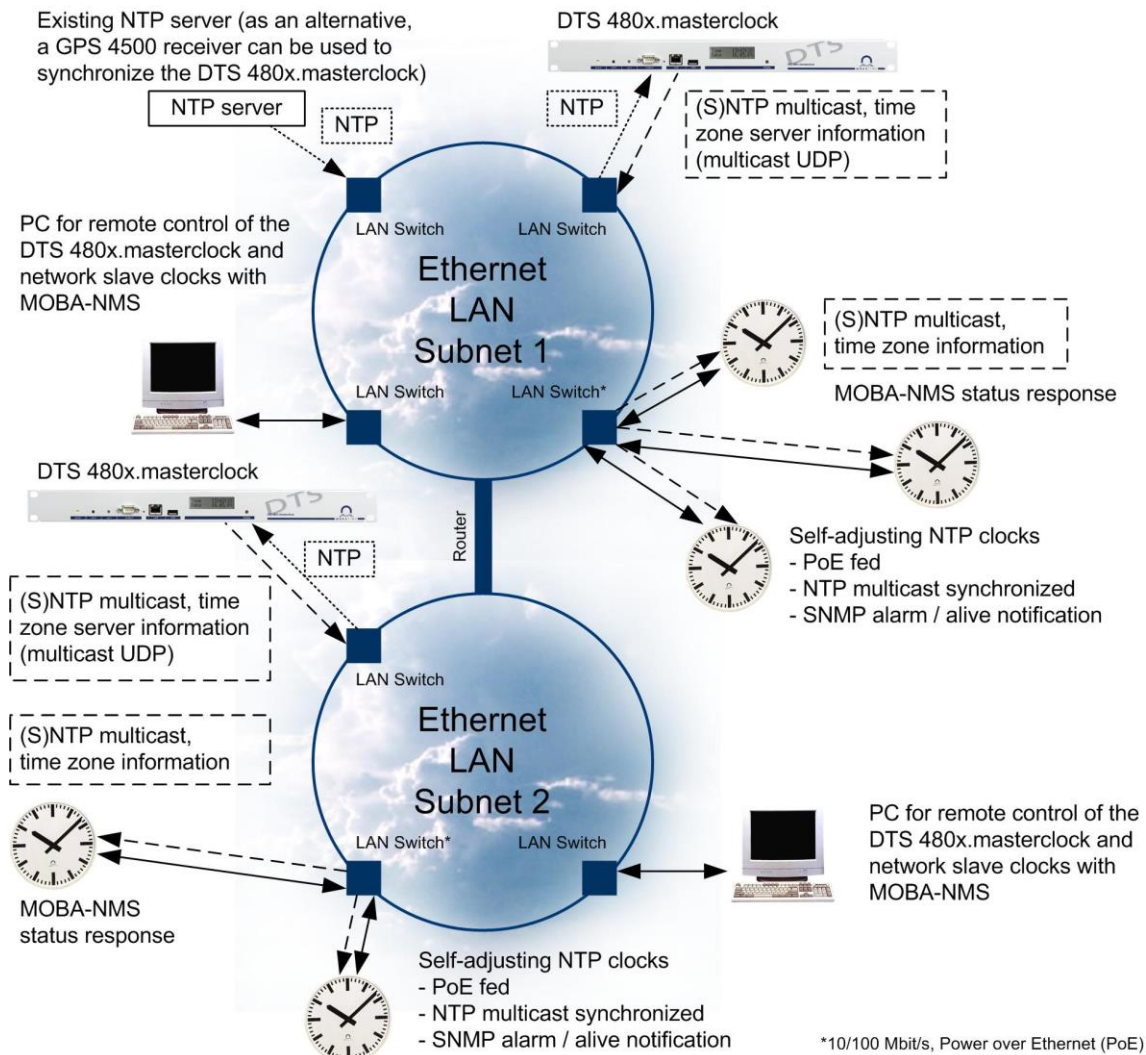 Existing NTP server (as an alternative,
a GPS 4500 receiver can be used to
synchronize the DTS 480x.masterclock)
NTP server
NTP
DTS 480x.masterclock
DTS
NTP
(S)NTP multicast, time
zone server information
(multicast UDP)
LAN Switch
LAN Switch
PC for remote control of the
DTS 480x.masterclock and
network slave clocks with
MOBA-NMS
Ethernet
LAN
Subnet 1
LAN Switch
LAN Switch*
(S)NTP multicast,
time zone information
MOBA-NMS status response
Self-adjusting NTP clocks
- PoE fed
- NTP multicast synchronized
- SNMP alarm / alive notification
Router
DTS 480x.masterclock
DTS
NTP
(S)NTP multicast, time
zone server information
(multicast UDP)
LAN Switch
Ethernet
LAN
Subnet 2
(S)NTP multicast,
time zone information
LAN Switch*
LAN Switch
MOBA-NMS
status response
PC for remote control of the
DTS 480x.masterclock and
network slave clocks with
MOBA-NMS
Self-adjusting NTP clocks
- PoE fed
- NTP multicast synchronized
- SNMP alarm / alive notification
*10/100 Mbit/s, Power over Ethernet (PoE)